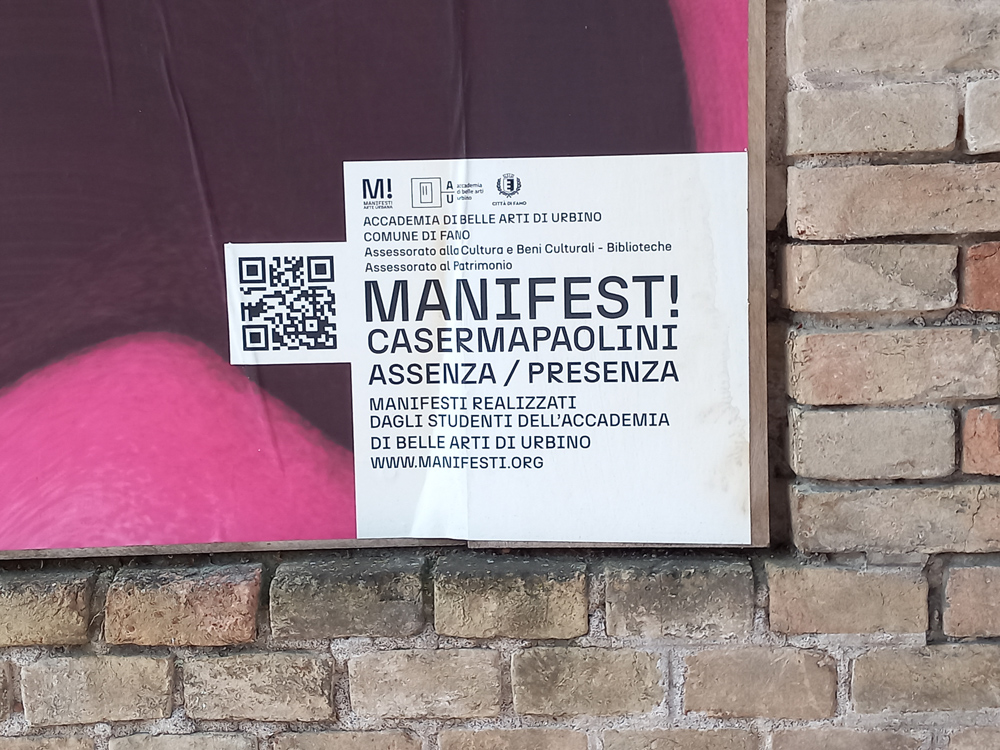 M!
MANIFESTI
ARTE URBANA
A
U
accademia
di belle arti
urbino
CITTÀ DI FANO
ACCADEMIA DI BELLE ARTI DI URBINO
COMUNE DI FANO
Assessorato alla Cultura e Beni Culturali - Biblioteche
Assessorato al Patrimonio
MANIFEST!
CASERMAPAOLINI
ASSENZA / PRESENZA
MANIFESTI REALIZZATI
DAGLI STUDENTI DELL'ACCADEMIA
DI BELLE ARTI DI URBINO
WWW.MANIFESTI.ORG